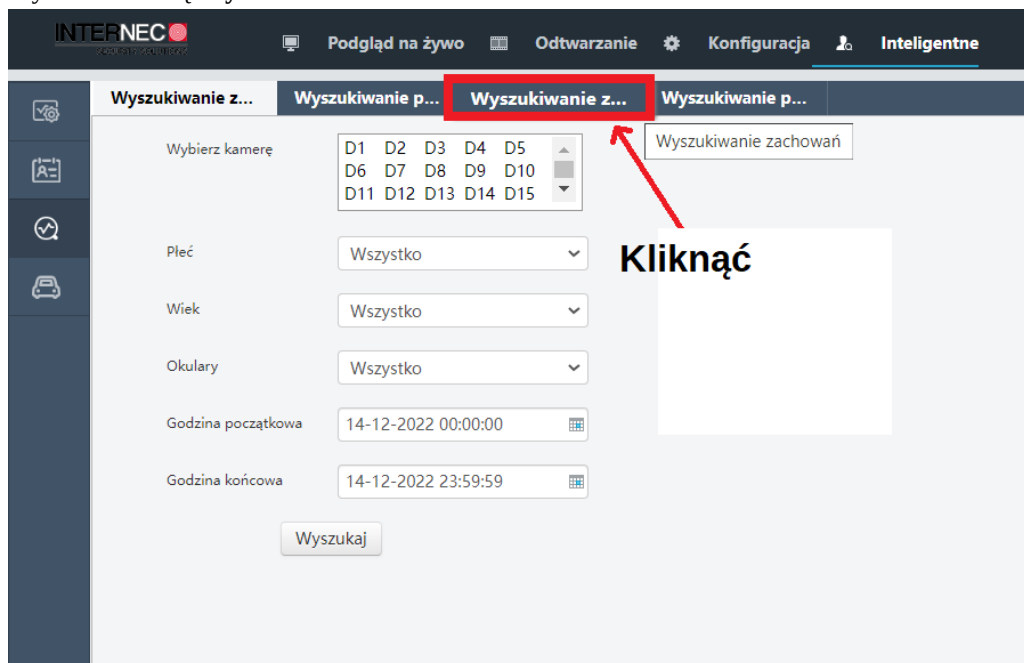 INTERNEC
Podgląd na żywo
Odtwarzanie
Konfiguracja
Inteligentne
Wyszukiwanie z...
Wyszukiwanie p...
Wyszukiwanie z...
Wyszukiwanie p...
Wyszukiwanie zachowań
Wybierz kamerę
D1 D2 D3 D4 D5
D6 D7 D8 D9 D10
D11 D12 D13 D14 D15
Kliknąć
Płeć
Wszystko
Wiek
Wszystko
Okulary
Wszystko
Godzina początkowa
14-12-2022 00:00:00
Godzina końcowa
14-12-2022 23:59:59
Wyszukaj